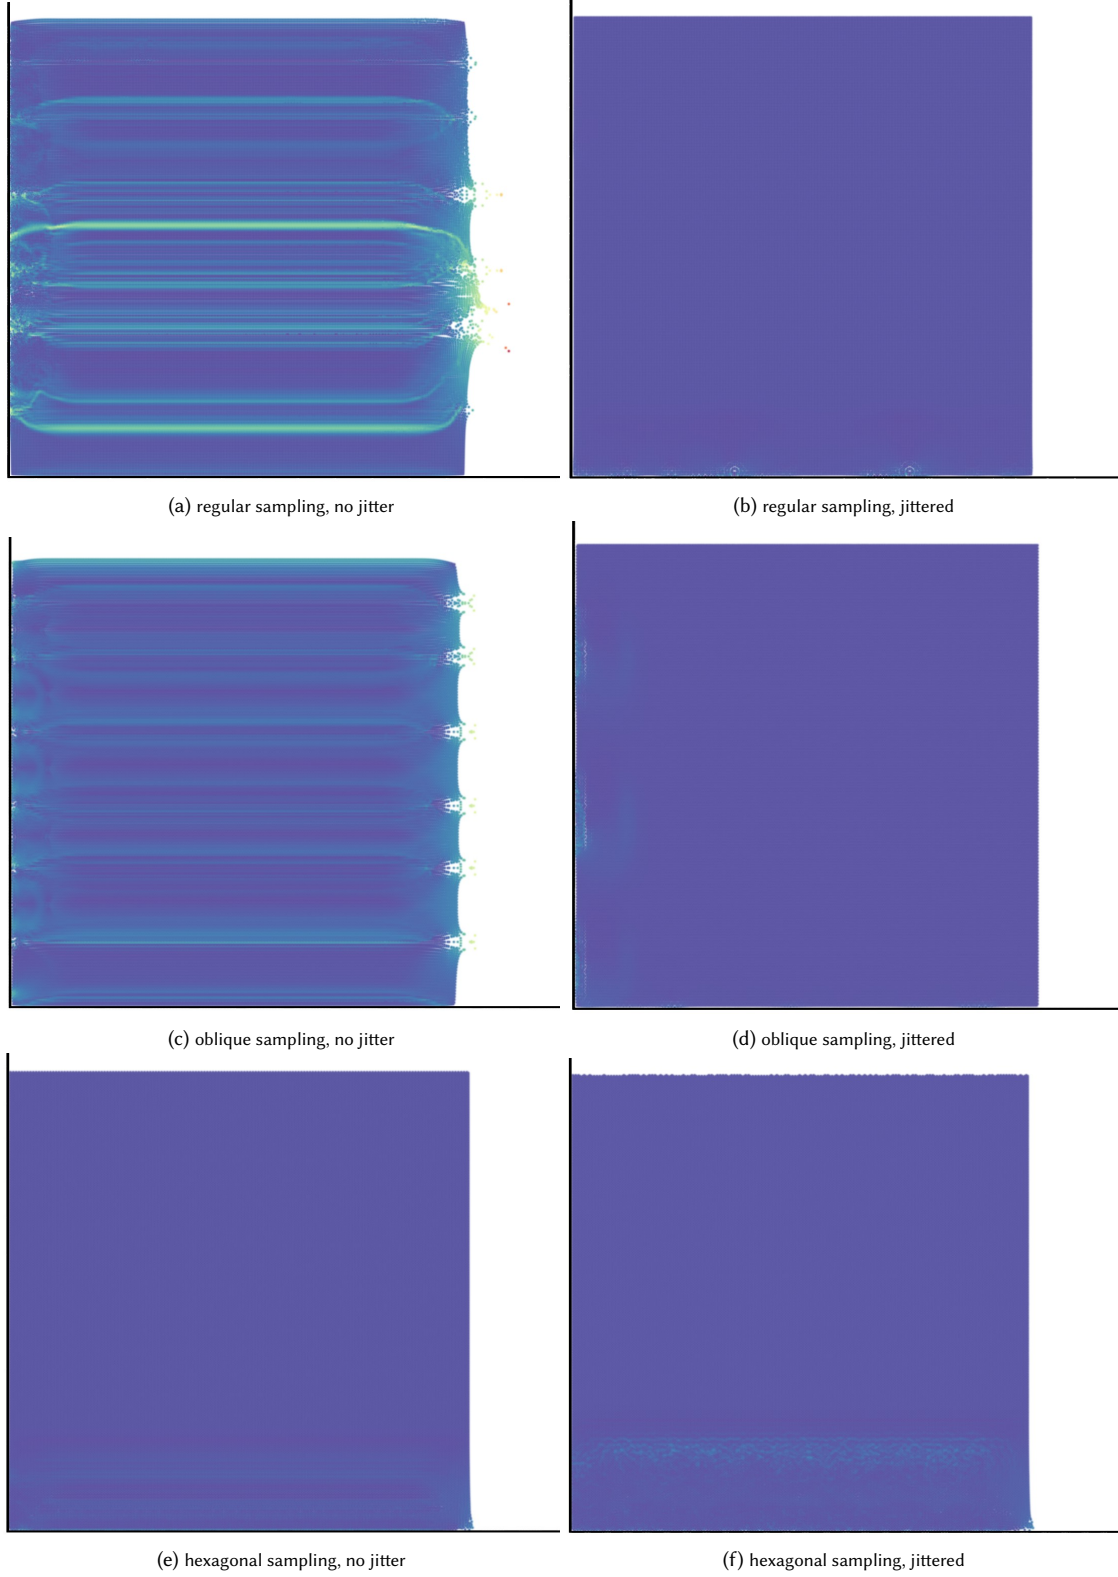 (a) regular sampling, no jitter
(b) regular sampling, jittered
(c) oblique sampling, no jitter
(d) oblique sampling, jittered
(e) hexagonal sampling, no jitter
(f) hexagonal sampling, jittered